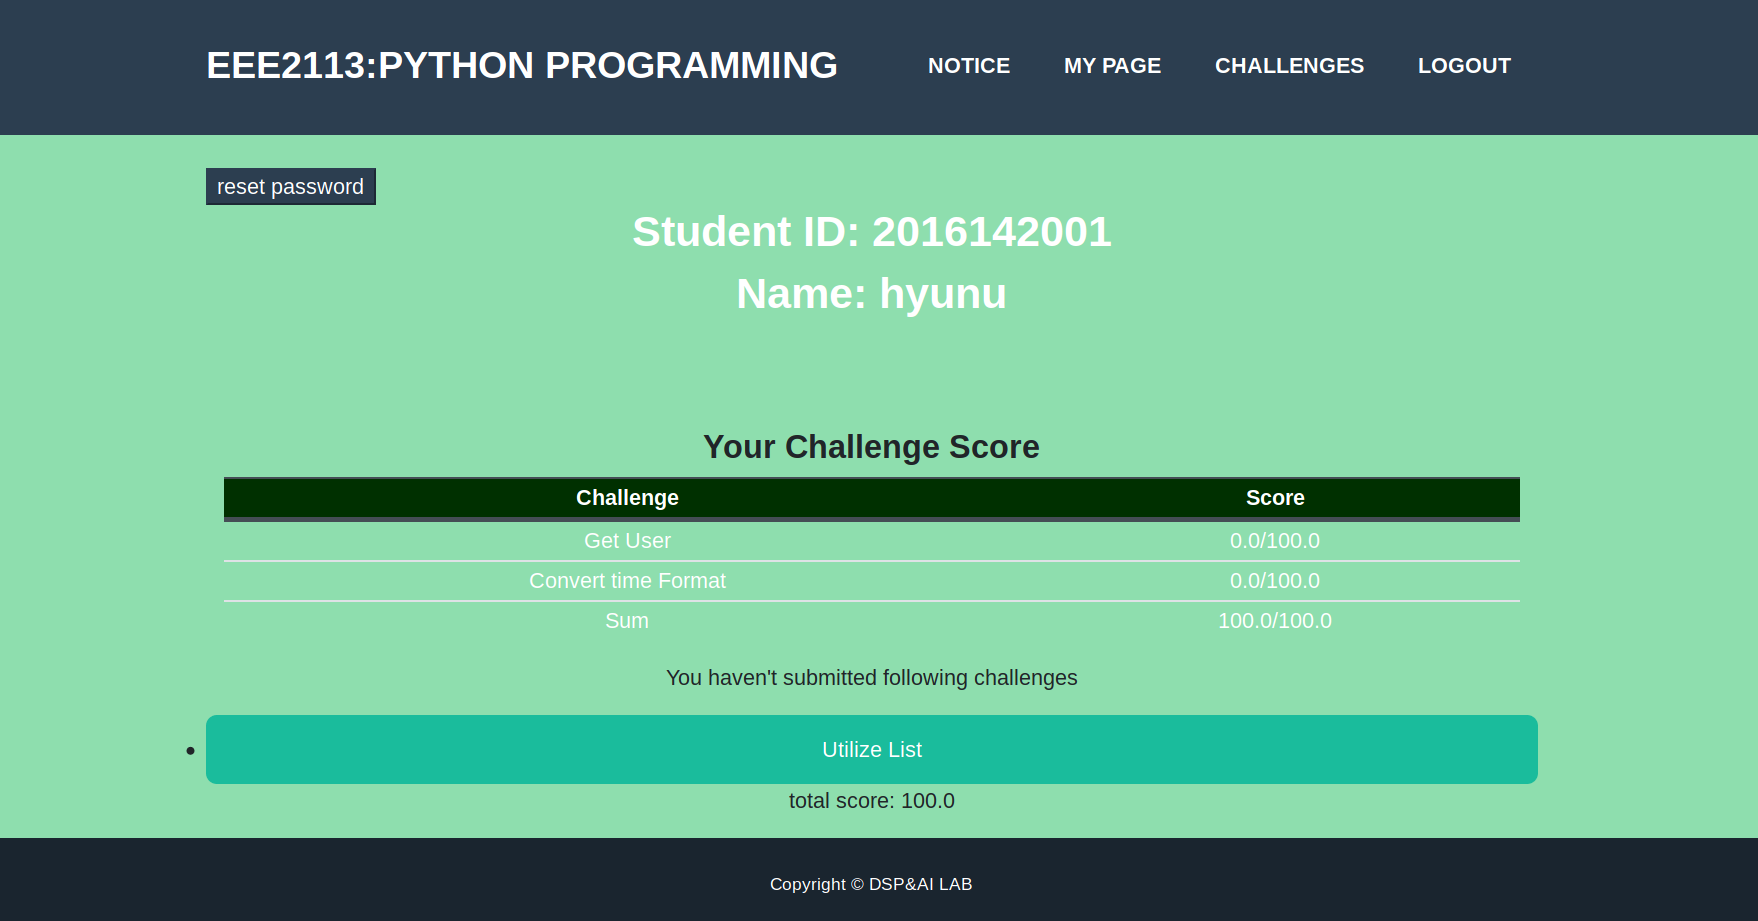 EEE2113:PYTHON PROGRAMMING NOTICE MY PAGE CHALLENGES LOGOUT
reset password
Student ID: 2016142001
Name: hyunu
Your Challenge Score
Challenge Score
Get User 0.0/100.0
Convert time Format 0.0/100.0
Sum 100.0/100.0
You haven't submitted following challenges
• Utilize List
total score: 100.0
Copyright © DSP&AI LAB